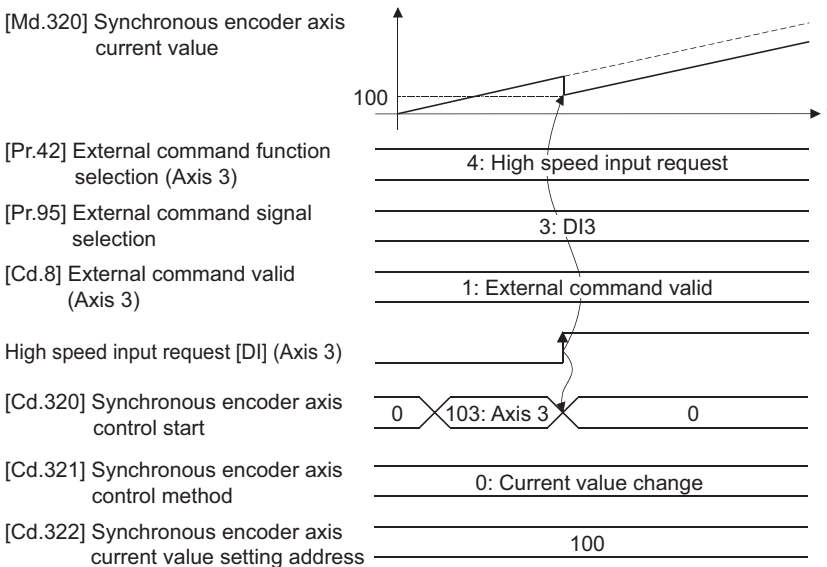 [Md.320] Synchronous encoder axis
current value
100
[Pr.42] External command function
selection (Axis 3)
4: High speed input request
[Pr.95] External command signal
selection
3: DI3
[Cd.8] External command valid
(Axis 3)
1: External command valid
High speed input request [DI] (Axis 3)
[Cd.320] Synchronous encoder axis
control start
0
103: Axis 3
0
[Cd.321] Synchronous encoder axis
control method
0: Current value change
[Cd.322] Synchronous encoder axis
current value setting address
100